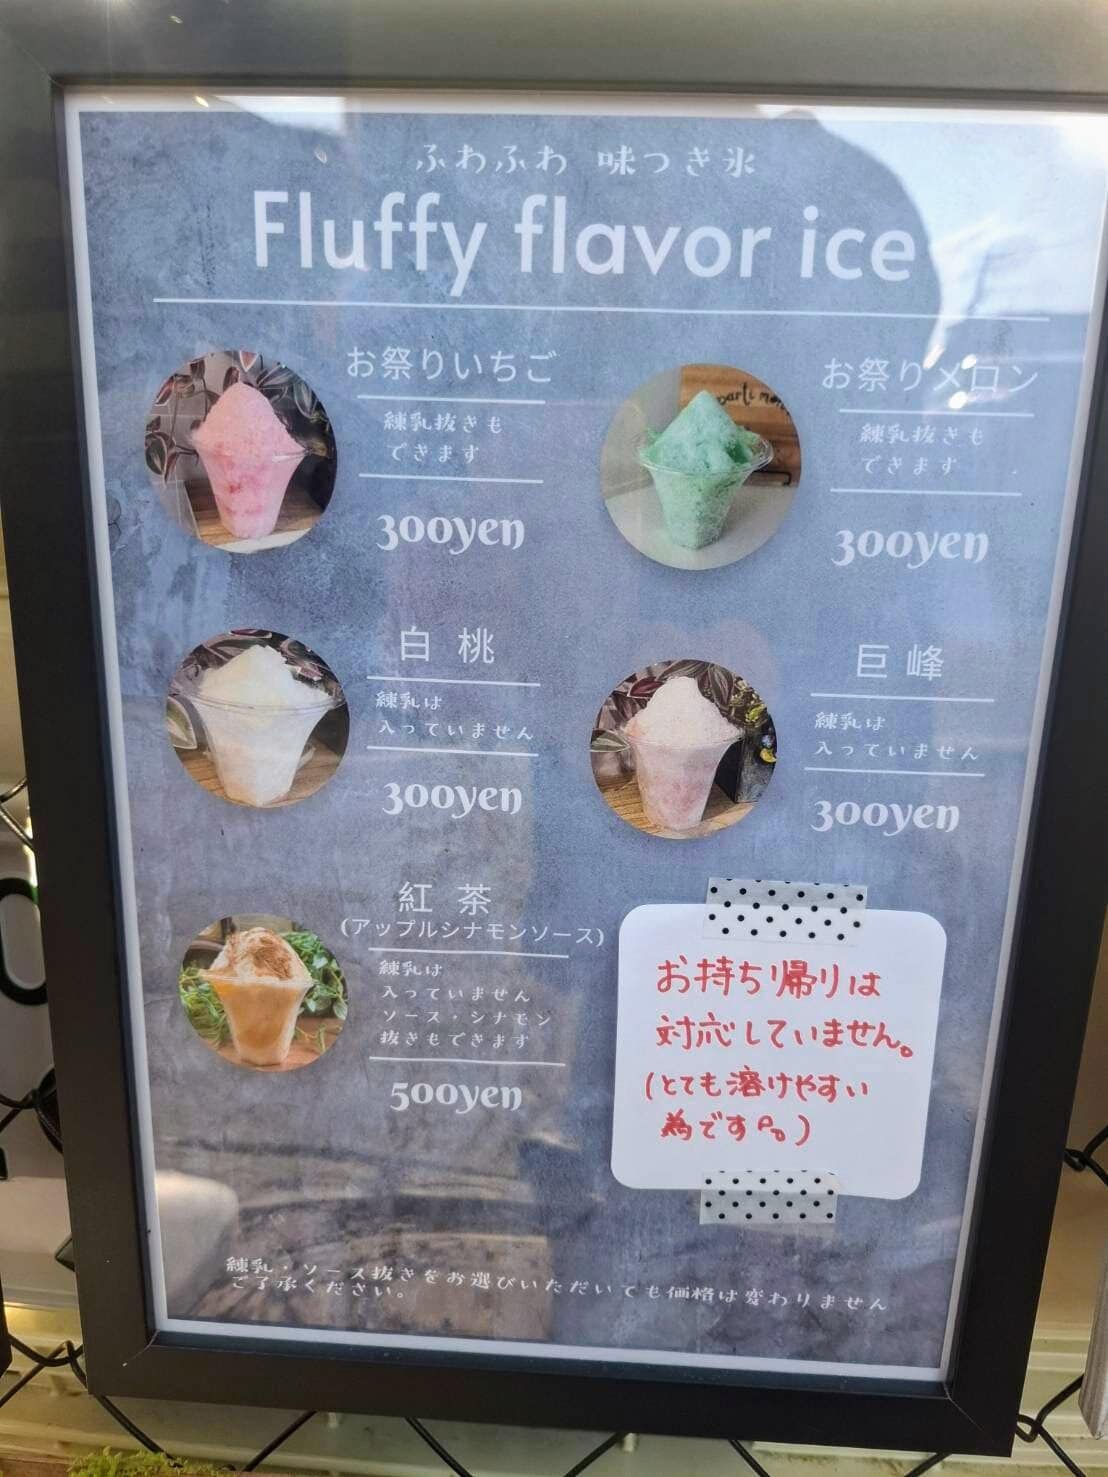 ふわふわ 味つき氷
Fluffy flavor ice
お祭りいちご
練乳抜きも
できます
300yen
お祭りメロン
練乳抜きも
できます
300yen
白桃
練乳は
入っていません
300yen
巨峰
練乳は
入っていません
300yen
紅茶
(アップルシナモンソース)
練乳は
入っていません
ソース・シナモン
抜きもできます
500yen
お持ち帰りは
対応していません。
(とても溶けやすい
為です。)
練乳・ソース抜きをお選びいただいても価格は変わりません
ご了承ください。